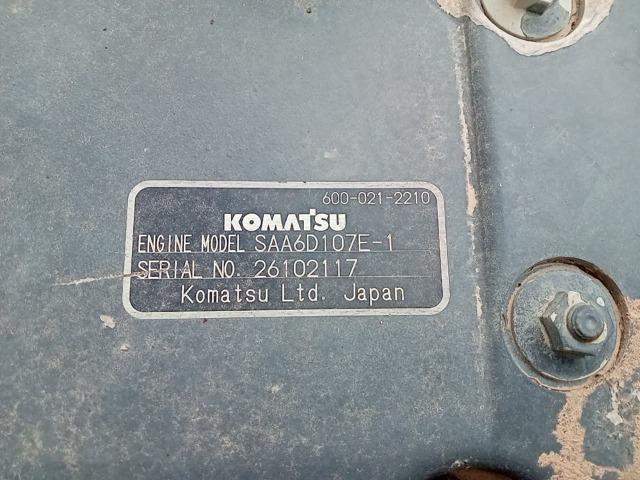 600-021-2210
KOMATSU
ENGINE MODEL SAA6D107E-1
SERIAL NO. 26102117
Komatsu Ltd. Japan